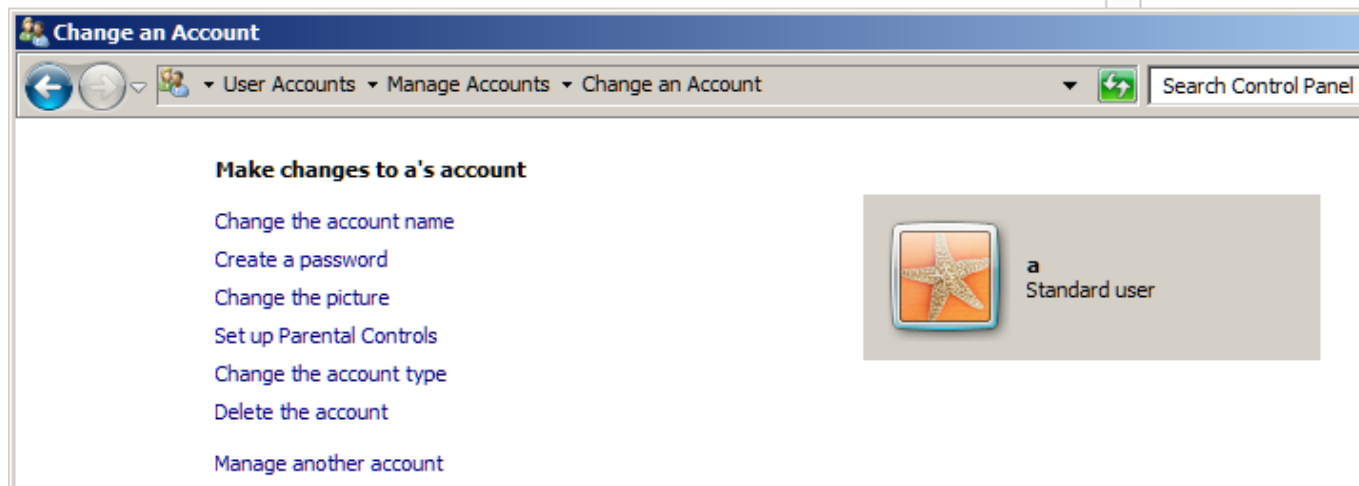 Change an Account
User Accounts Manage Accounts Change an Account
Search Control Panel
Make changes to a's account
Change the account name
Create a password
Change the picture
Set up Parental Controls
Change the account type
Delete the account
Manage another account
a
Standard user